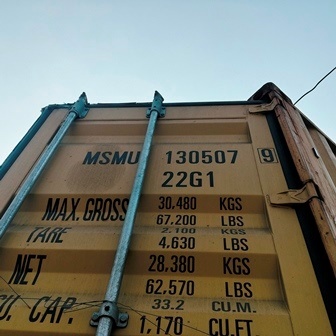 MSMU 130507 9
22G1
MAX.GROSS 30.480 KGS
67.200 LBS
TARE 2.100 KGS
4,630 LBS
NET 28,380 KGS
62,570 LBS
CU. CAP. 33.2 CU.M.
1,170 CU.FT